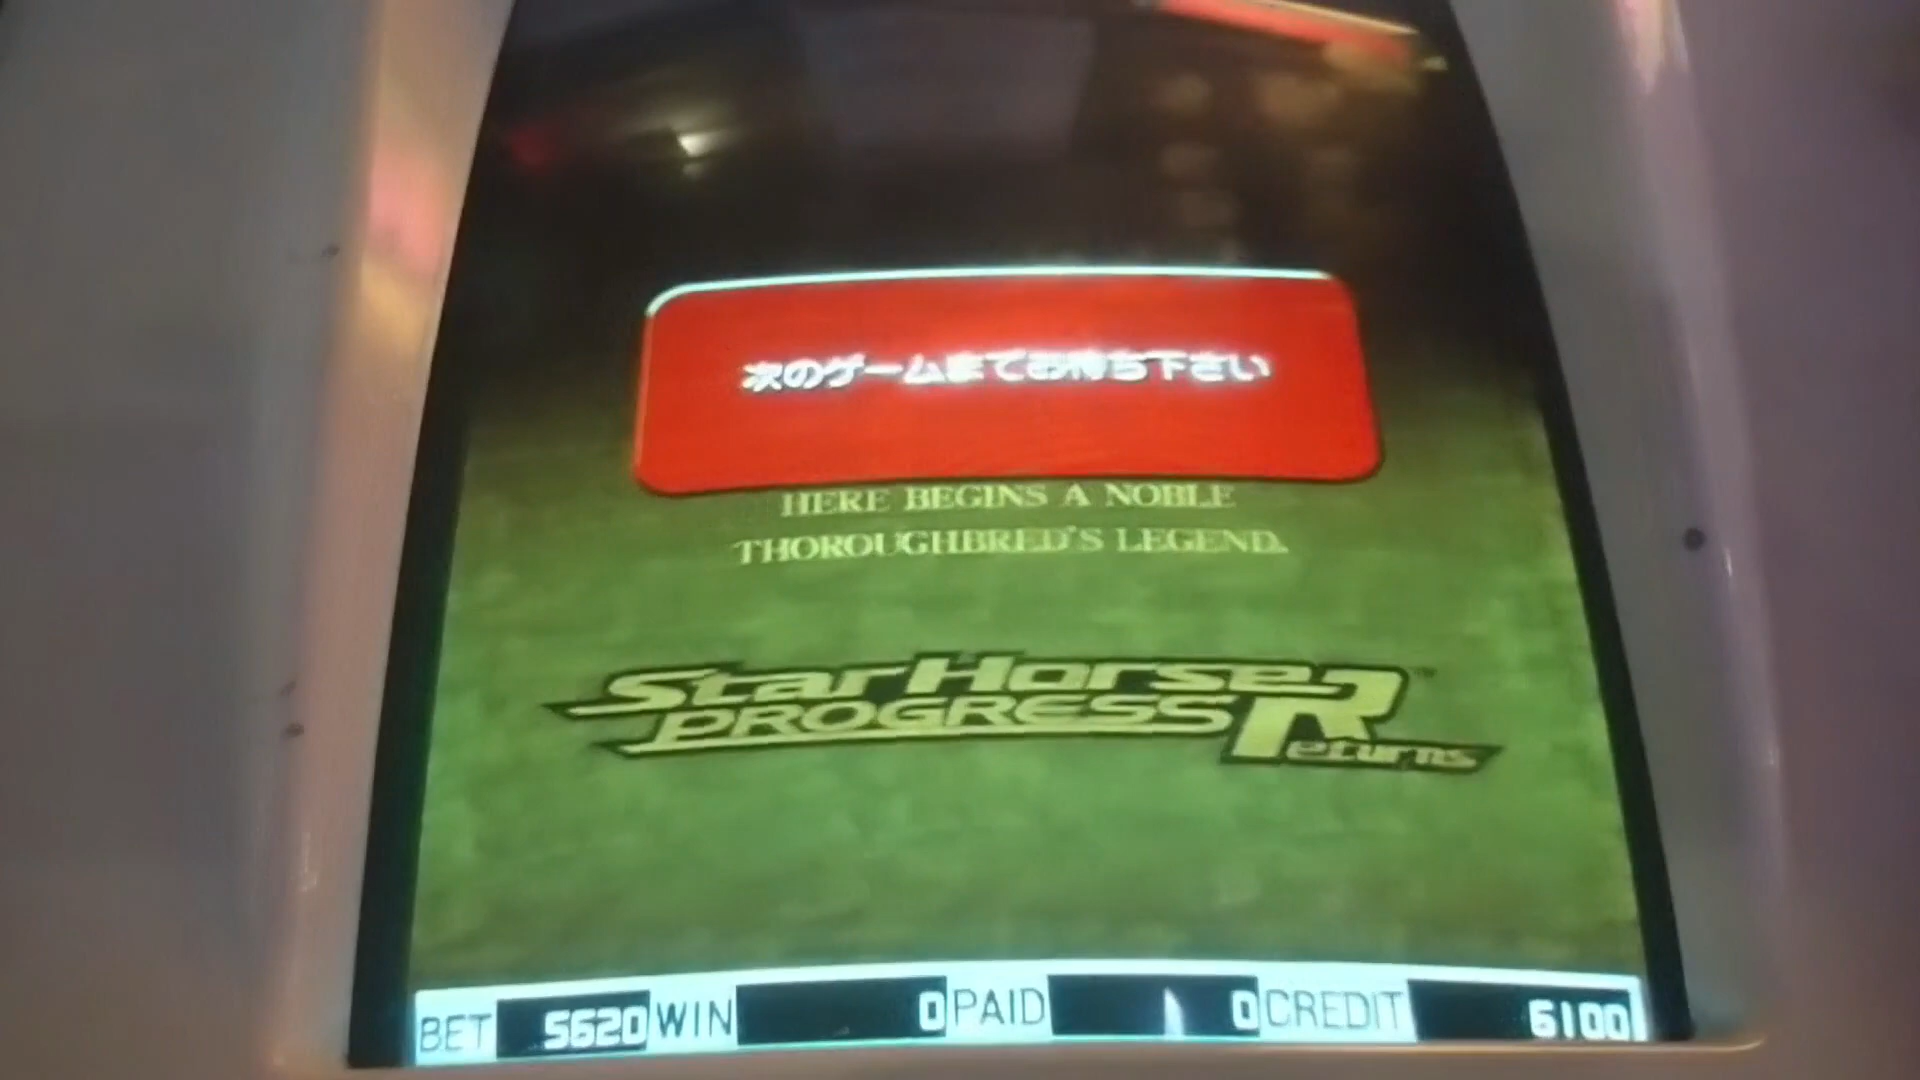 次のゲームまでお待ち下さい
HERE BEGINS A NOBLE
THOROUGHBRED'S LEGEND.
StarHorse
PROGRESS Returns™
BET 5620 WIN 0 PAID 0 CREDIT 6100